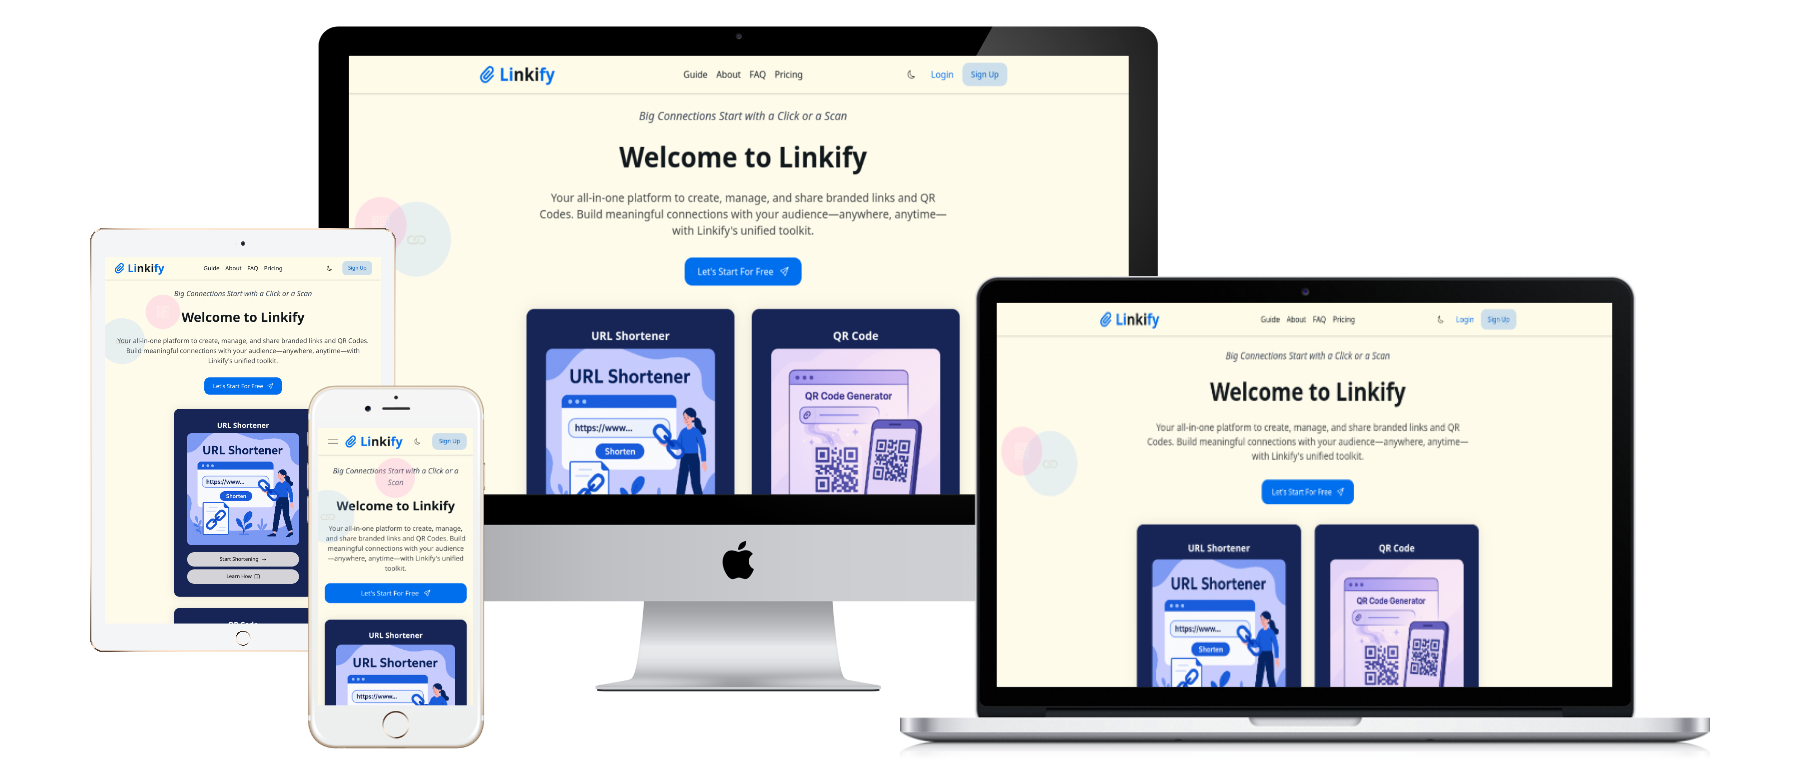 Linkify
Guide About FAQ Pricing
Login
Sign Up
Big Connections Start with a Click or a Scan
Welcome to Linkify
Your all-in-one platform to create, manage, and share branded links and QR
Codes. Build meaningful connections with your audience—anywhere, anytime—
with Linkify's unified toolkit.
Let's Start For Free
URL Shortener
URL Shortener
https://www...
Shorten
QR Code
QR Code Generator
Linkify
Guide About FAQ Pricing
Sign Up
Big Connections Start with a Click or a Scan
Welcome to Linkify
Your all-in-one platform to create, manage, and share branded links and QR Codes.
Build meaningful connections with your audience—anywhere, anytime—with
Linkify's unified toolkit.
Let's Start For Free
URL Shortener
URL Shortener
https://www...
Shorten
Start Shortening
Learn How
QR Code
Linkify
Sign Up
Big Connections Start with a Click or a
Scan
Welcome to Linkify
Your all-in-one platform to create, manage,
and share branded links and QR Codes. Build
meaningful connections with your audience
—anywhere, anytime—with Linkify's unified
toolkit.
Let's Start For Free
URL Shortener
URL Shortener
https://www...
Linkify
Guide About FAQ Pricing
Login
Sign Up
Big Connections Start with a Click or a Scan
Welcome to Linkify
Your all-in-one platform to create, manage, and share branded links and QR
Codes. Build meaningful connections with your audience—anywhere, anytime—
with Linkify's unified toolkit.
Let's Start For Free
URL Shortener
URL Shortener
https://www...
Shorten
QR Code
QR Code Generator